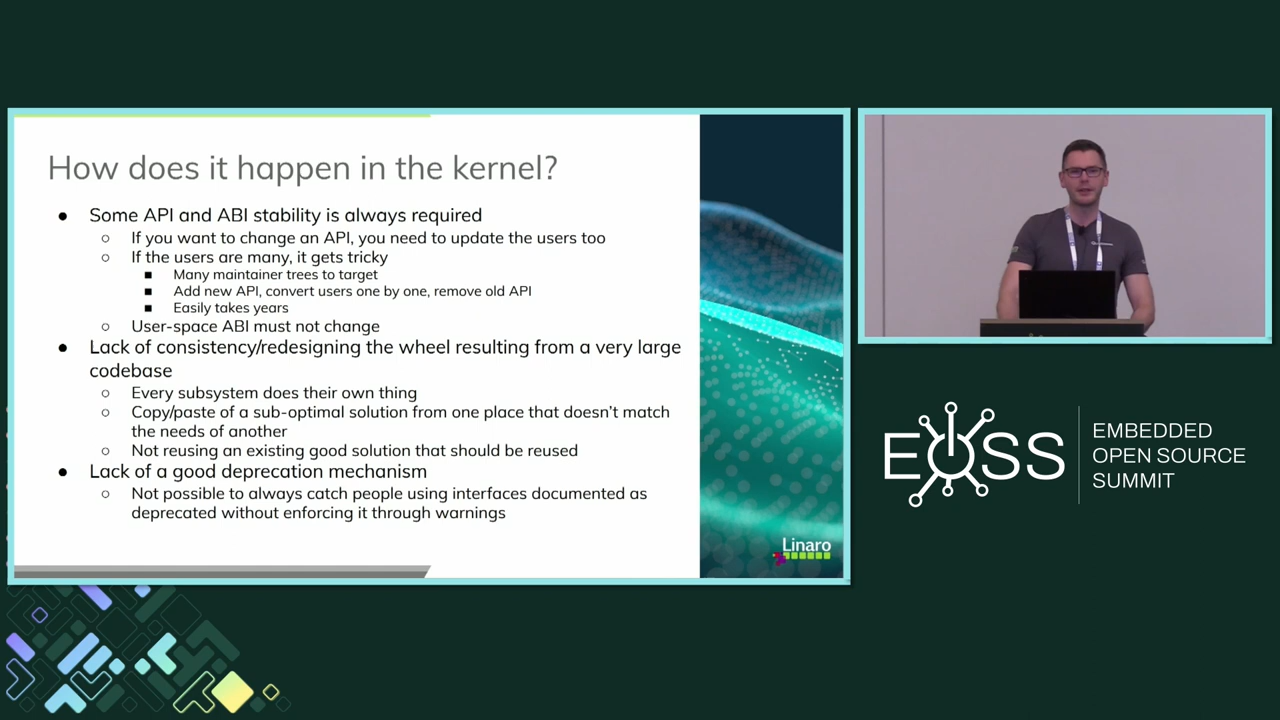 How does it happen in the kernel?
● Some API and ABI stability is always required
○ If you want to change an API, you need to update the users too
○ If the users are many, it gets tricky
■ Many maintainer trees to target
■ Add new API, convert users one by one, remove old API
■ Easily takes years
○ User-space ABI must not change
● Lack of consistency/redesigning the wheel resulting from a very large
codebase
○ Every subsystem does their own thing
○ Copy/paste of a sub-optimal solution from one place that doesn't match
the needs of another
○ Not reusing an existing good solution that should be reused
● Lack of a good deprecation mechanism
○ Not possible to always catch people using interfaces documented as
deprecated without enforcing it through warnings
Linaro
EOSS
EMBEDDED
OPEN SOURCE
SUMMIT